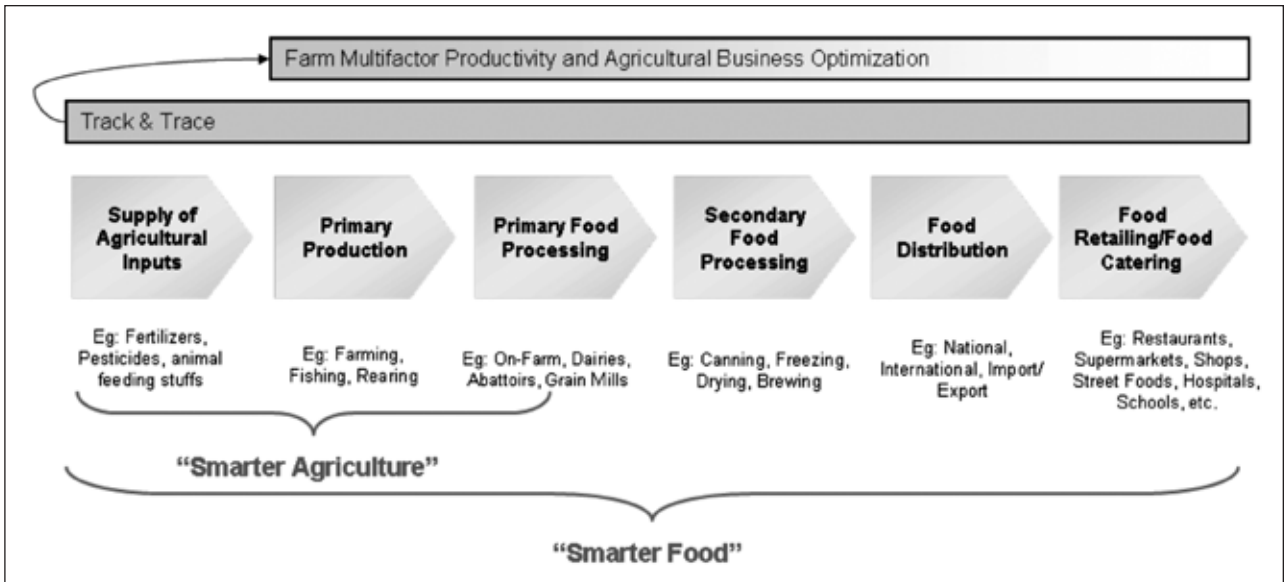 Farm Multifactor Productivity and Agricultural Business Optimization
Track & Trace
Supply of
Agricultural
Inputs
Primary
Production
Primary Food
Processing
Secondary
Food
Processing
Food
Distribution
Food
Retailing/Food
Catering
Eg: Fertilizers,
Pesticides, animal
feeding stuffs
Eg: Farming,
Fishing, Rearing
Eg: On-Farm, Dairies,
Abattoirs, Grain Mills
Eg: Canning, Freezing,
Drying, Brewing
Eg: National,
International, Import/
Export
Eg: Restaurants,
Supermarkets, Shops,
Street Foods, Hospitals,
Schools, etc.
“Smarter Agriculture”
“Smarter Food”